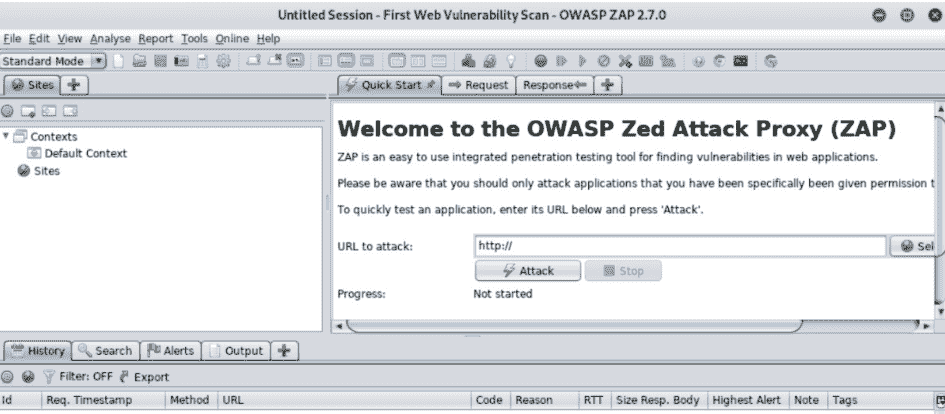 Untitled Session - First Web Vulnerability Scan - OWASP ZAP 2.7.0
File Edit View Analyse Report Tools Online Help
Standard Mode
Sites
Quick Start Request Response
Contexts
Default Context
Sites
Welcome to the OWASP Zed Attack Proxy (ZAP)
ZAP is an easy to use integrated penetration testing tool for finding vulnerabilities in web applications.
Please be aware that you should only attack applications that you have been specifically been given permission t
To quickly test an application, enter its URL below and press 'Attack'.
URL to attack: http:// Sel
Attack Stop
Progress: Not started
History Search Alerts Output
Filter: OFF Export
Id Req. Timestamp Method URL Code Reason RTT Size Resp. Body Highest Alert Note Tags